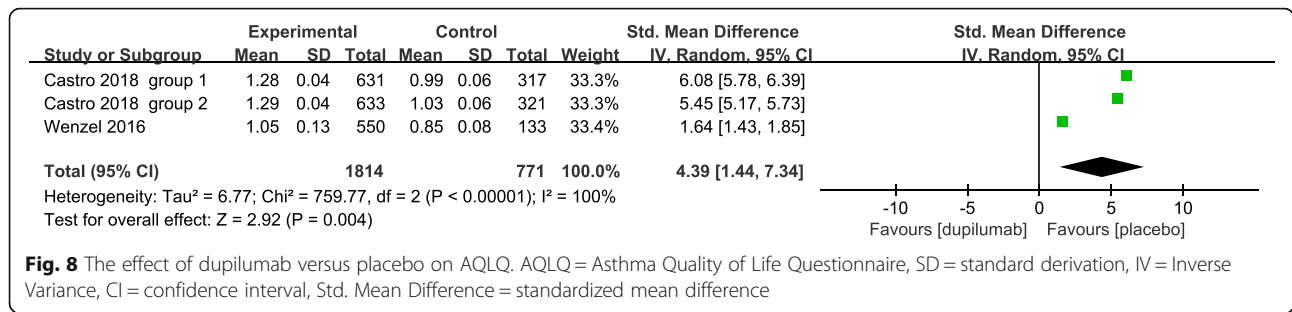 Experimental Control Std. Mean Difference Std. Mean Difference
Study or Subgroup Mean SD Total Mean SD Total Weight IV, Random, 95% CI IV, Random, 95% CI
Castro 2018 group 1 1.28 0.04 631 0.99 0.06 317 33.3% 6.08 [5.78, 6.39]
Castro 2018 group 2 1.29 0.04 633 1.03 0.06 321 33.3% 5.45 [5.17, 5.73]
Wenzel 2016 1.05 0.13 550 0.85 0.08 133 33.4% 1.64 [1.43, 1.85]
Total (95% CI) 1814 771 100.0% 4.39 [1.44, 7.34]
Heterogeneity: Tau² = 6.77; Chi² = 759.77, df = 2 (P < 0.00001); I² = 100%
Test for overall effect: Z = 2.92 (P = 0.004)
-10 -5 0 5 10
Favours [dupilumab] Favours [placebo]
Fig. 8 The effect of dupilumab versus placebo on AQLQ. AQLQ = Asthma Quality of Life Questionnaire, SD = standard derivation, IV = Inverse
Variance, CI = confidence interval, Std. Mean Difference = standardized mean difference